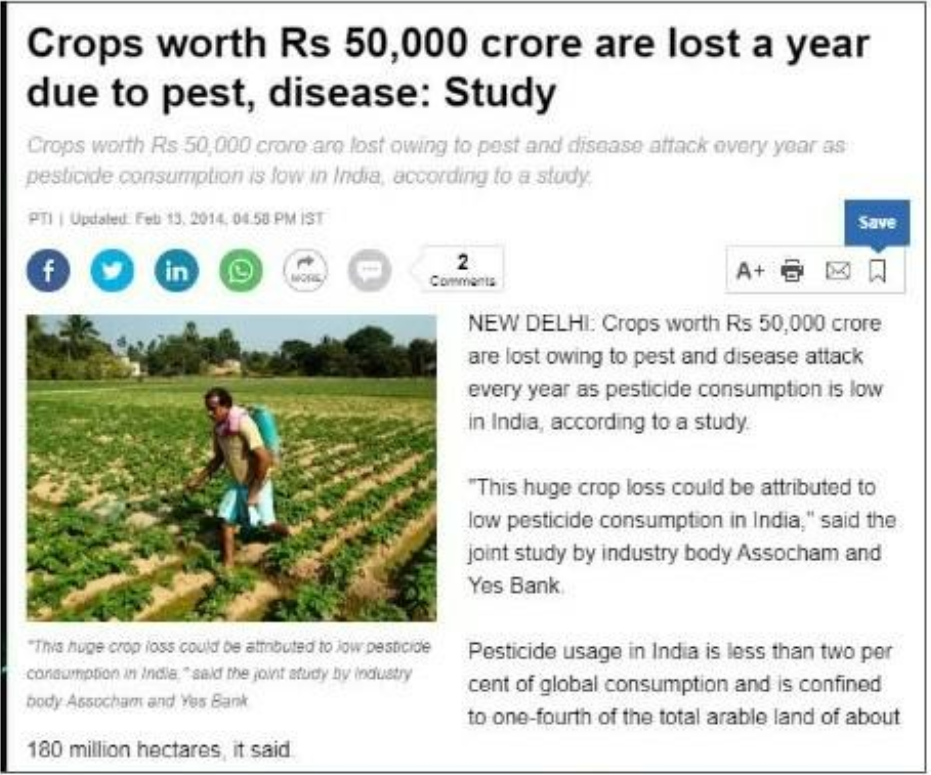 Crops worth Rs 50,000 crore are lost a year
due to pest, disease: Study
Crops worth Rs 50,000 crore are lost owing to pest and disease attack every year as
pesticide consumption is low in India, according to a study.
PTI | Updated: Feb 13, 2014, 04.58 PM IST
Save
f
in
MORE
2
Comments
A+
NEW DELHI: Crops worth Rs 50,000 crore
are lost owing to pest and disease attack
every year as pesticide consumption is low
in India, according to a study.
"This huge crop loss could be attributed to
low pesticide consumption in India," said the
joint study by industry body Assocham and
Yes Bank.
"This huge crop loss could be attributed to low pesticide
consumption in India," said the joint study by industry
body Assocham and Yes Bank
Pesticide usage in India is less than two per
cent of global consumption and is confined
to one-fourth of the total arable land of about
180 million hectares, it said.